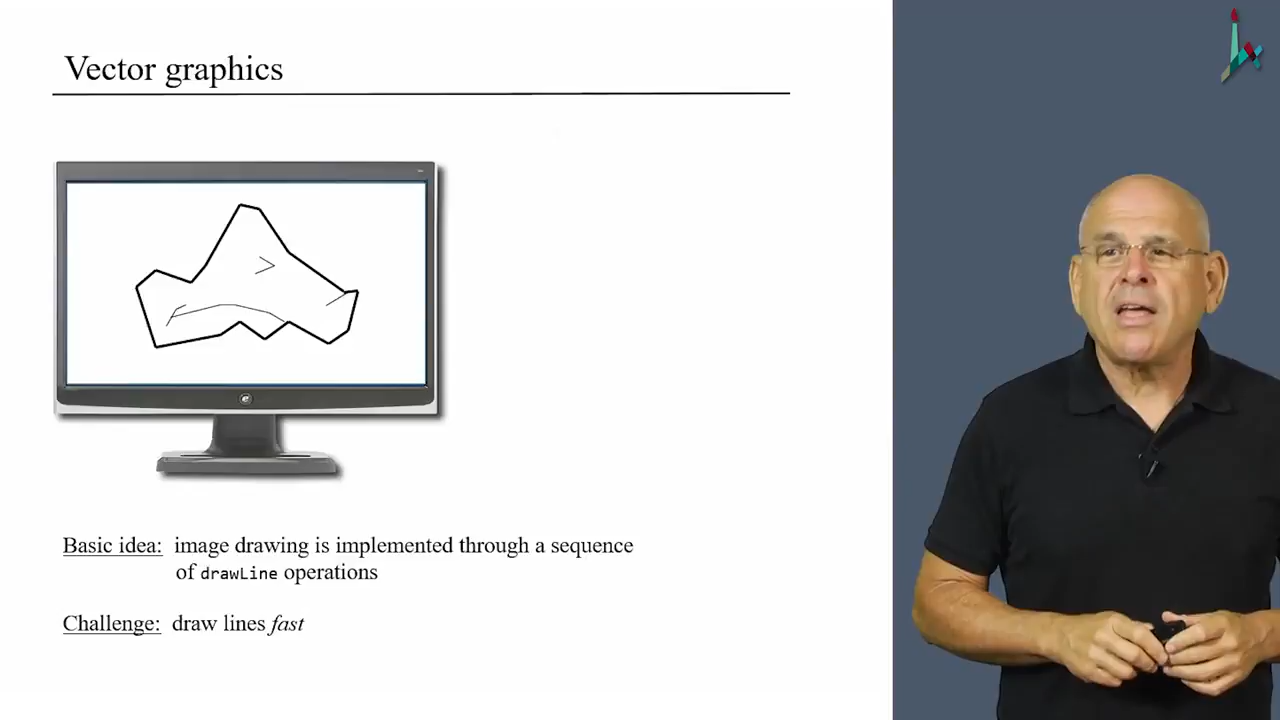 Vector graphics
Basic idea: image drawing is implemented through a sequence
of drawLine operations
Challenge: draw lines fast